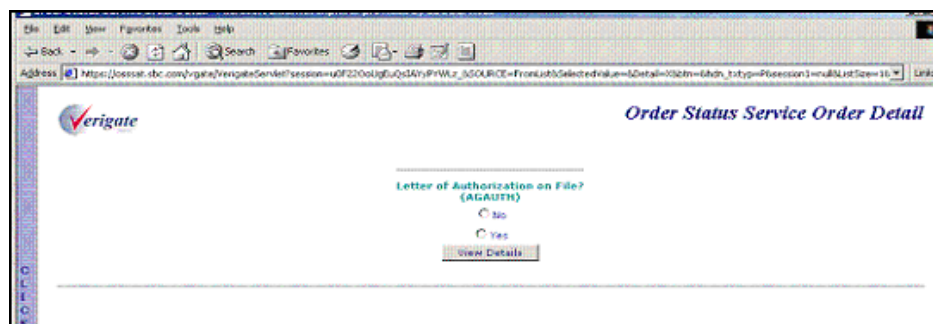 File Edit View Favorites Tools Help
Back Search Favorites
Address Links
Verigate
Order Status Service Order Detail
Letter of Authorization on File?
(AGAUTH)
No
Yes
View Details
C
L
I
C